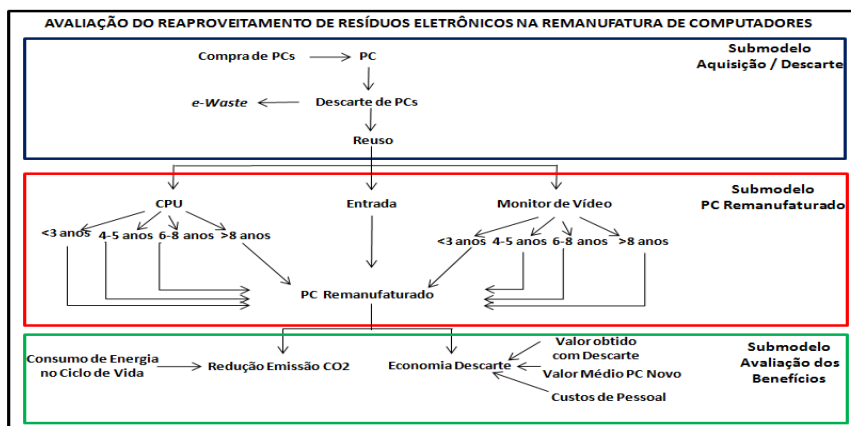 AVALIAÇÃO DO REAPROVEITAMENTO DE RESÍDUOS ELETRÔNICOS NA REMANUFATURA DE COMPUTADORES
Submodelo
Aquisição / Descarte
Compra de PCs
PC
e-Waste
Descarte de PCs
Reuso
Submodelo
PC Remanufaturado
CPU
Entrada
Monitor de Vídeo
<3 anos
4-5 anos
6-8 anos
>8 anos
<3 anos
4-5 anos
6-8 anos
>8 anos
PC Remanufaturado
Submodelo
Avaliação dos
Benefícios
Consumo de Energia
no Ciclo de Vida
Redução Emissão CO2
Economia Descarte
Valor obtido
com Descarte
Valor Médio PC Novo
Custos de Pessoal